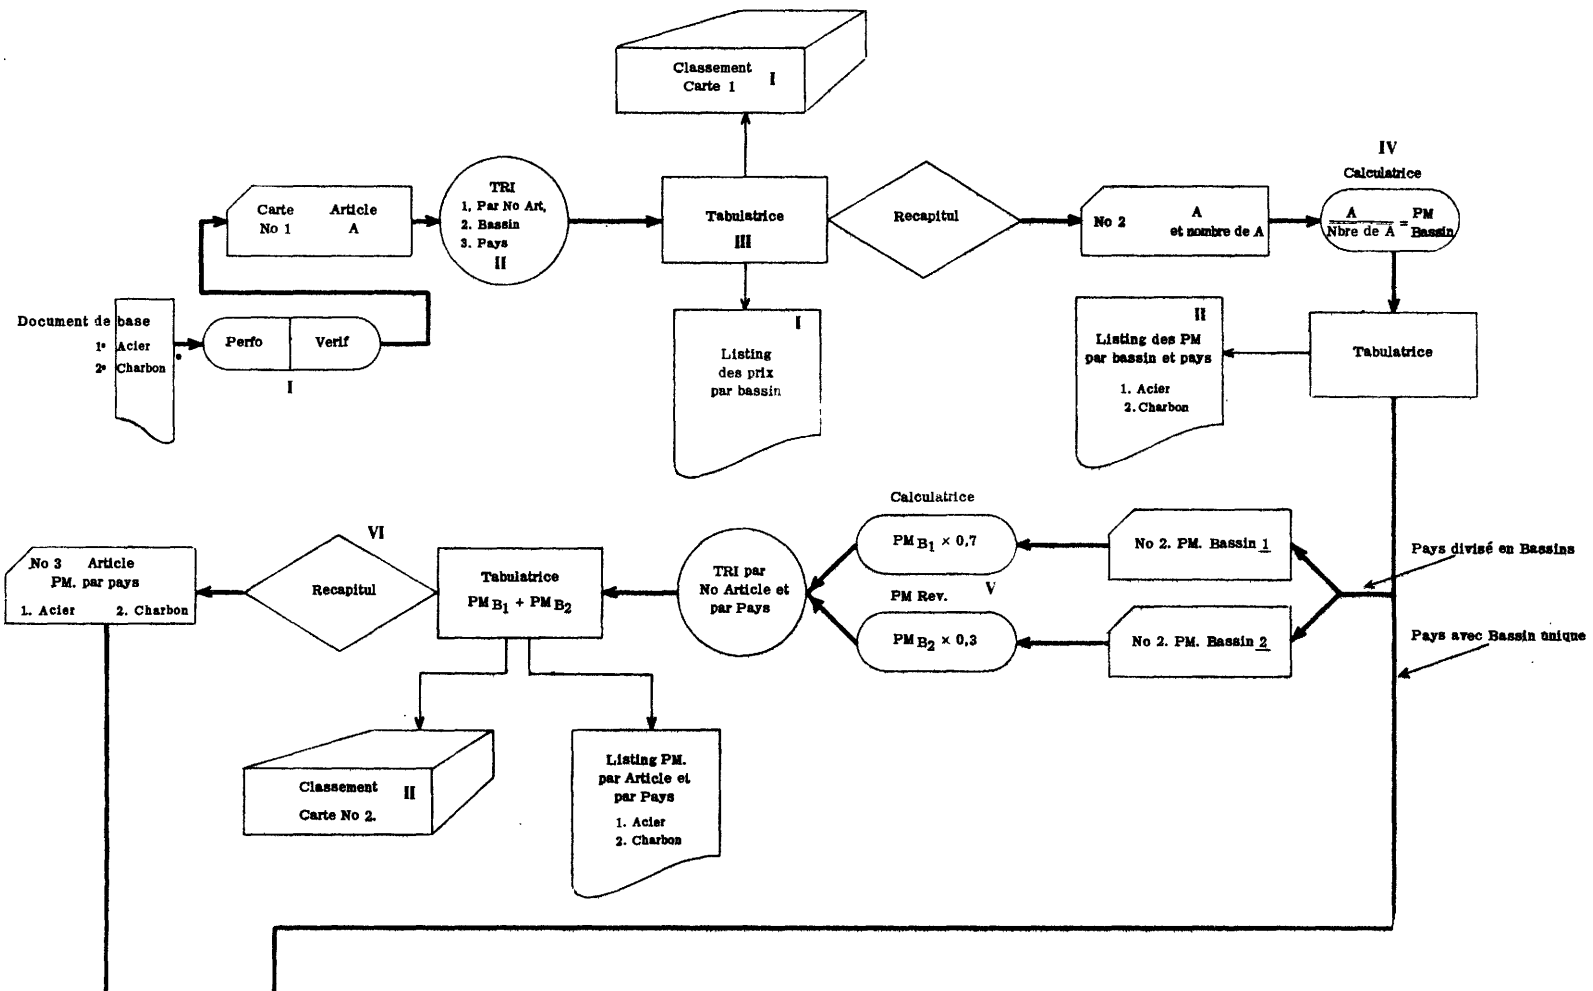 Classement
Carte 1
I
IV
Calculatrice
Carte Article
No 1 A
TRI
1. Par No Art,
2. Bassin
3. Pays
II
Tabulatrice
III
Recapitul
No 2 A
et nombre de A
A
Nbre de A = PM
Bassin
Document de base
1º Acier
2º Charbon
Perfo Verif
I
I
Listing
des prix
par bassin
II
Listing des PM
par bassin et pays
1. Acier
2. Charbon
Tabulatrice
Calculatrice
PM B1 × 0,7
No 2. PM. Bassin 1
Pays divisé en Bassins
PM Rev. V
PM B2 × 0,3
No 2. PM. Bassin 2
Pays avec Bassin unique
TRI par
No Article et
par Pays
Tabulatrice
PM B1 + PM B2
VI
Recapitul
No 3 Article
PM. par pays
1. Acier 2. Charbon
Classement II
Carte No 2.
Listing PM.
par Article et
par Pays
1. Acier
2. Charbon